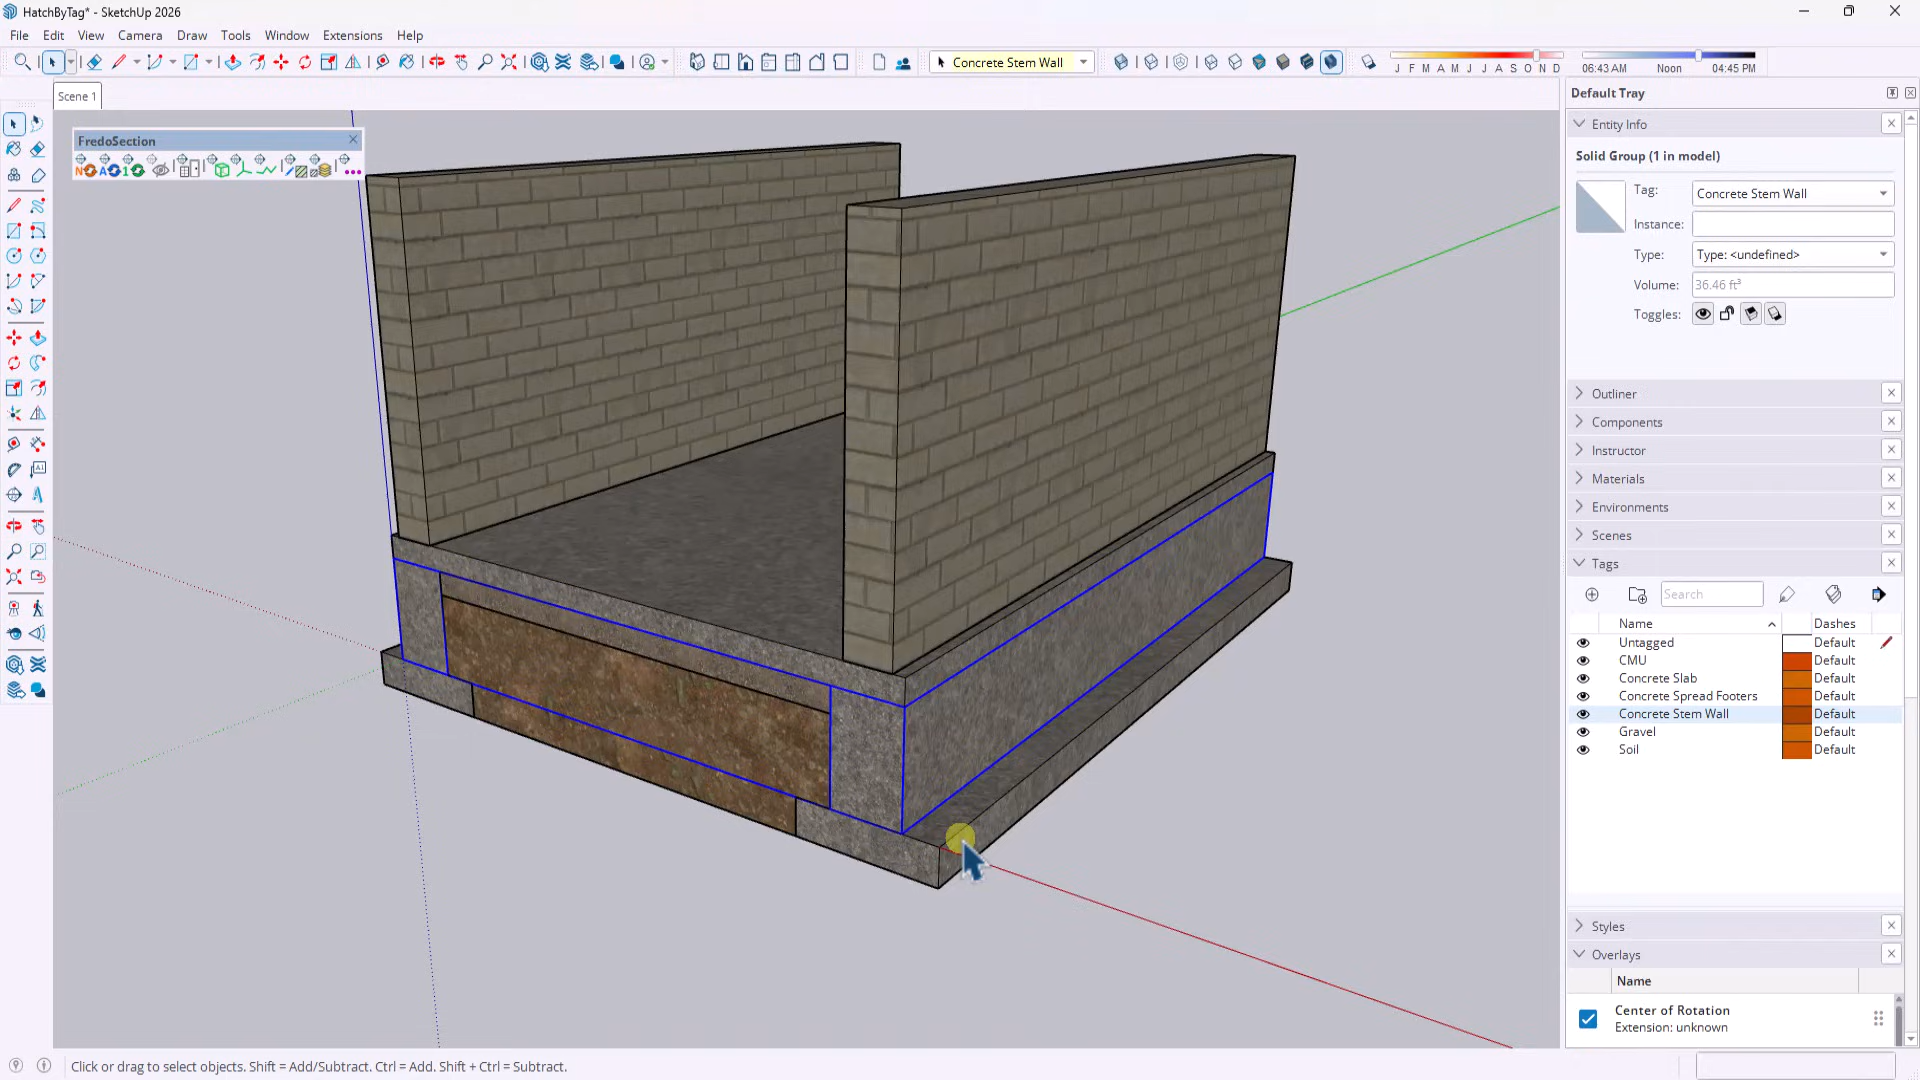 HatchByTag* - SketchUp 2026
File Edit View Camera Draw Tools Window Extensions Help
Concrete Stem Wall
J F M A M J J A S O N D
06:43 AM Noon 04:45 PM
Scene 1
FredoSection
Default Tray
Entity Info
Solid Group (1 in model)
Tag: Concrete Stem Wall
Instance:
Type: Type: <undefined>
Volume: 36.46 ft³
Toggles:
Outliner
Components
Instructor
Materials
Environments
Scenes
Tags
Search
Name Dashes
Untagged Default
CMU Default
Concrete Slab Default
Concrete Spread Footers Default
Concrete Stem Wall Default
Gravel Default
Soil Default
Styles
Overlays
Name
Center of Rotation
Extension: unknown
Click or drag to select objects. Shift = Add/Subtract. Ctrl = Add. Shift + Ctrl = Subtract.